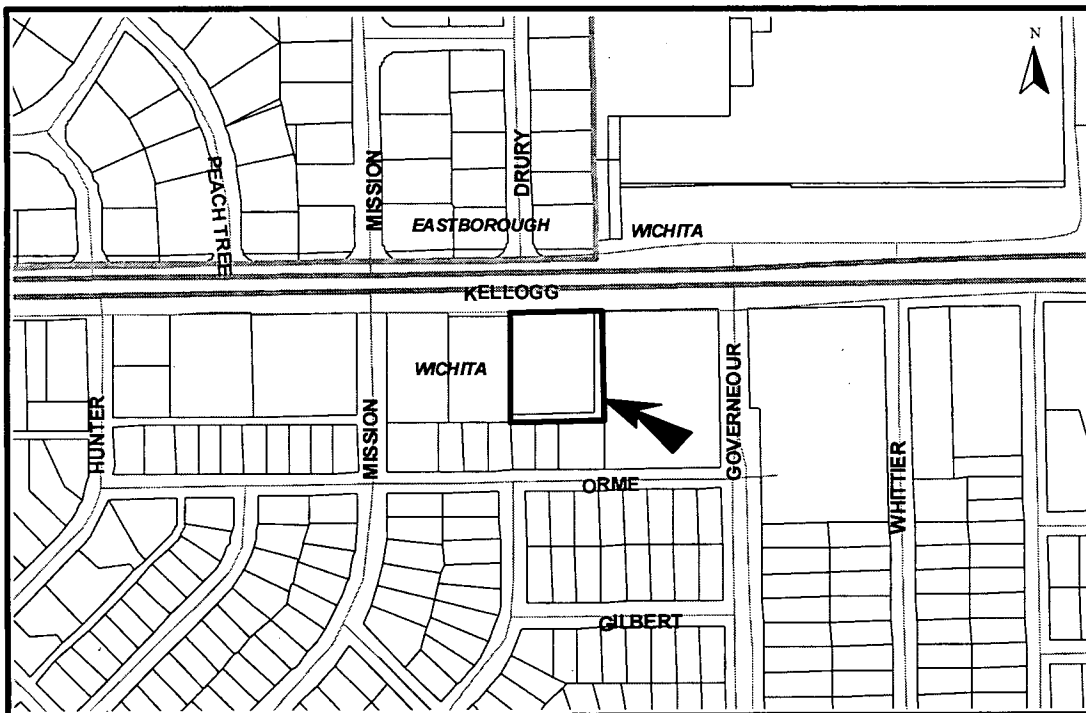 N
PEACH TREE
MISSION
DRURY
EASTBOROUGH
WICHITA
KELLOGG
WICHITA
HUNTER
MISSION
GOVERNEOUR
ORME
WHITTIER
GILBERT